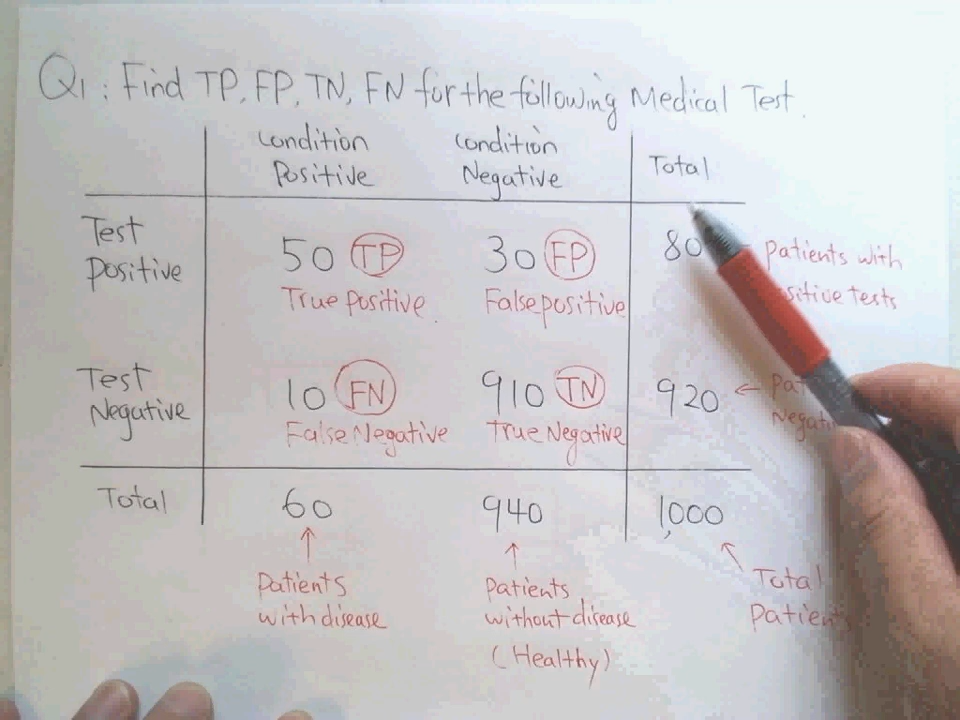 Q1: Find TP, FP, TN, FN for the following Medical Test.
Condition Positive
Condition Negative
Total
Test Positive
50 TP
True positive
30 FP
False positive
80
patients with
tests
Test Negative
10 FN
False Negative
910 TN
True Negative
920
Total
60
940
1,000
patients with disease
patients without disease (Healthy)
Total